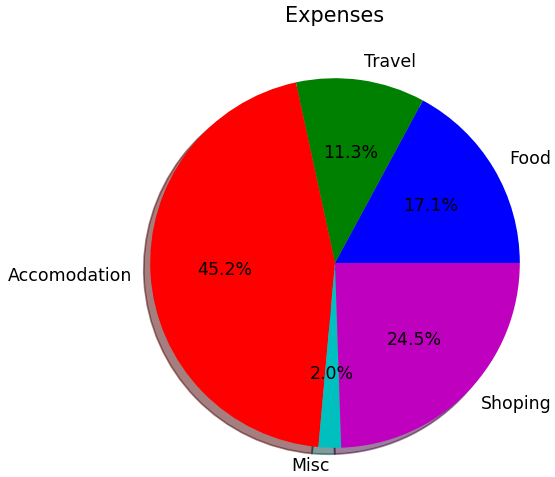 Expenses
Travel
Food
11.3%
17.1%
45.2%
Accomodation
24.5%
2.0%
Shoping
Misc